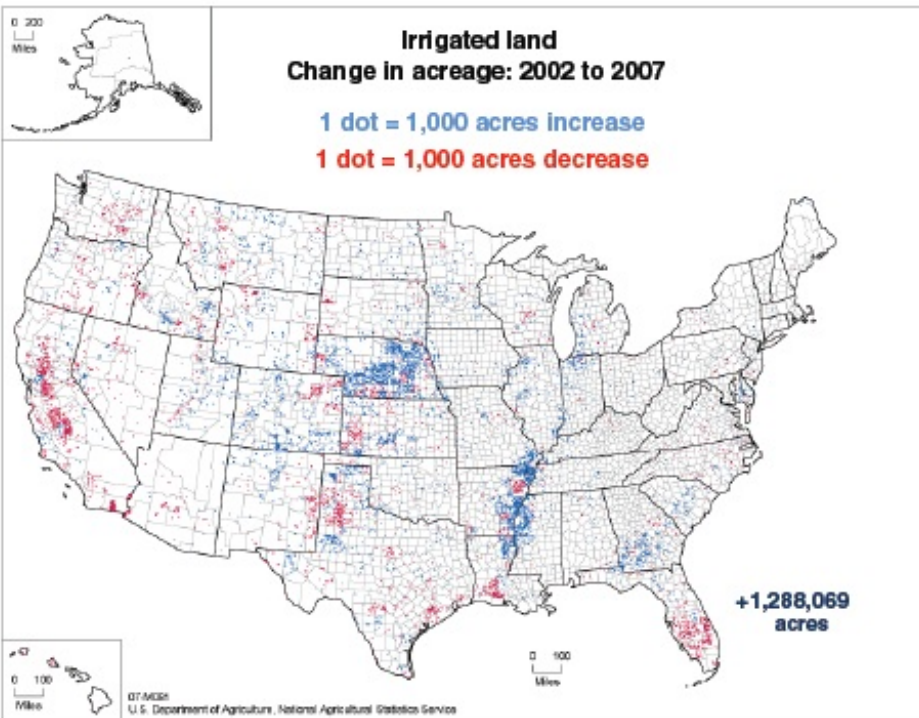 0 200
Miles
Irrigated land
Change in acreage: 2002 to 2007
1 dot = 1,000 acres increase
1 dot = 1,000 acres decrease
+1,288,069
acres
0 100
Miles
0 100
Miles
07-M081
U.S. Department of Agriculture, National Agricultural Statistics Service